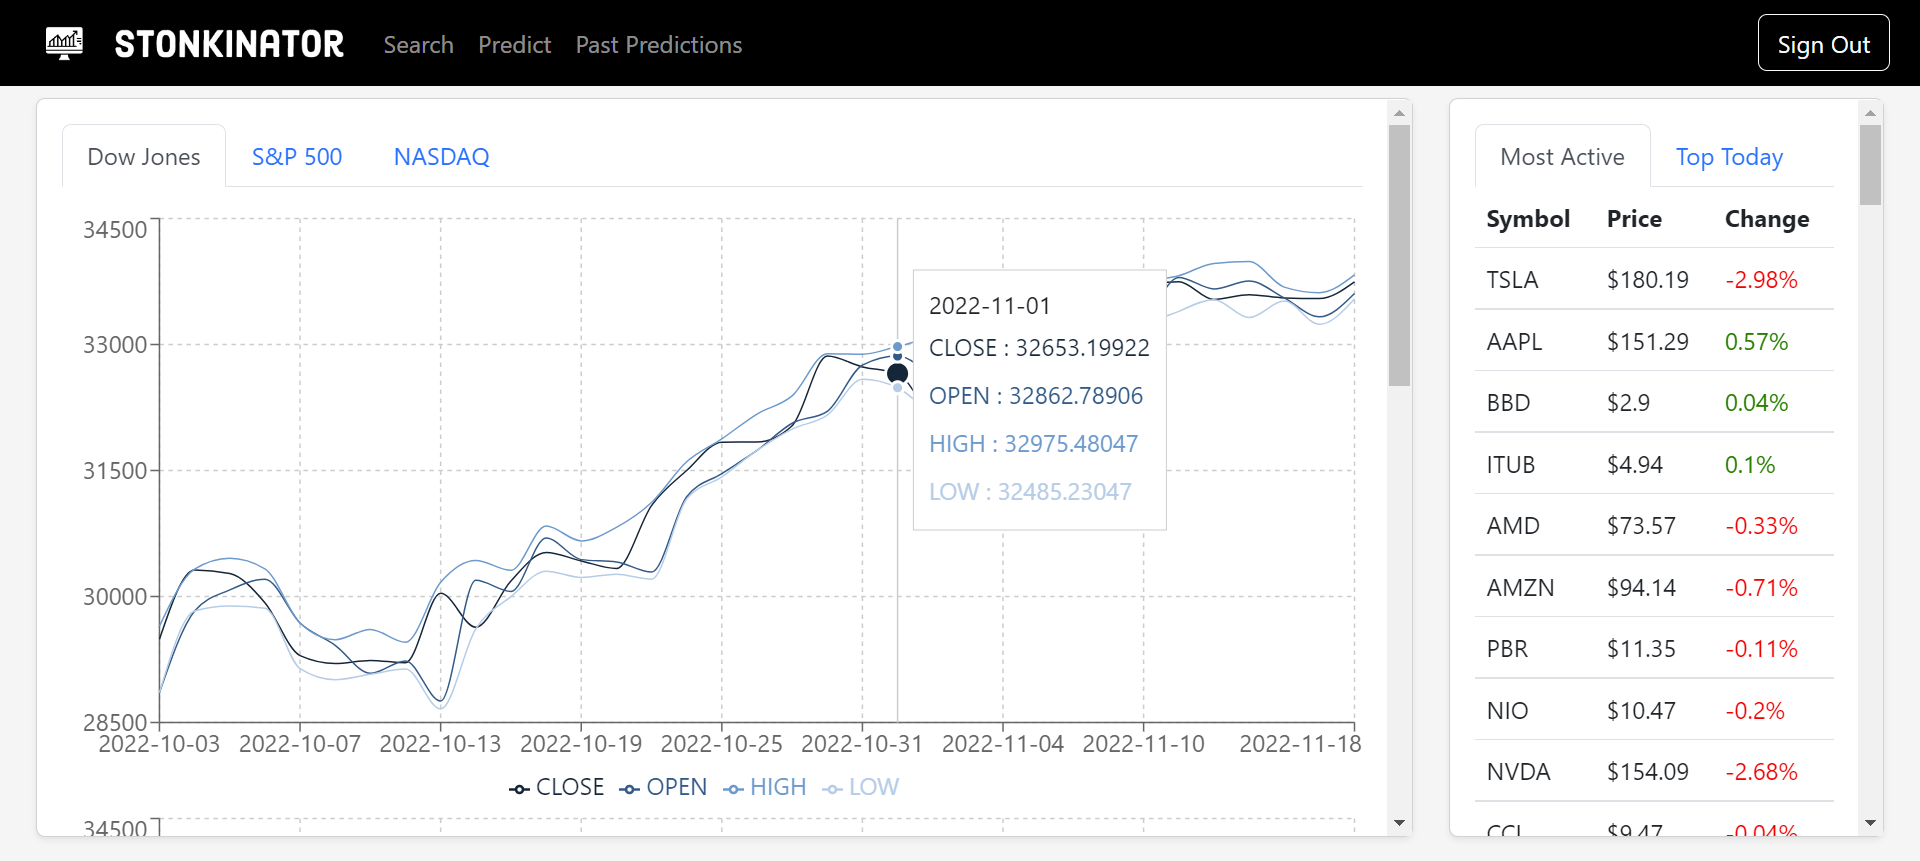 STONKINATOR Search Predict Past Predictions Sign Out
Dow Jones S&P 500 NASDAQ
34500
33000
31500
30000
28500
2022-11-01
CLOSE : 32653.19922
OPEN : 32862.78906
HIGH : 32975.48047
LOW : 32485.23047
2022-10-03 2022-10-07 2022-10-13 2022-10-19 2022-10-25 2022-10-31 2022-11-04 2022-11-10 2022-11-18
CLOSE OPEN HIGH LOW
34500
Most Active Top Today
Symbol Price Change
TSLA $180.19 -2.98%
AAPL $151.29 0.57%
BBD $2.9 0.04%
ITUB $4.94 0.1%
AMD $73.57 -0.33%
AMZN $94.14 -0.71%
PBR $11.35 -0.11%
NIO $10.47 -0.2%
NVDA $154.09 -2.68%
CCL $9.47 -0.04%